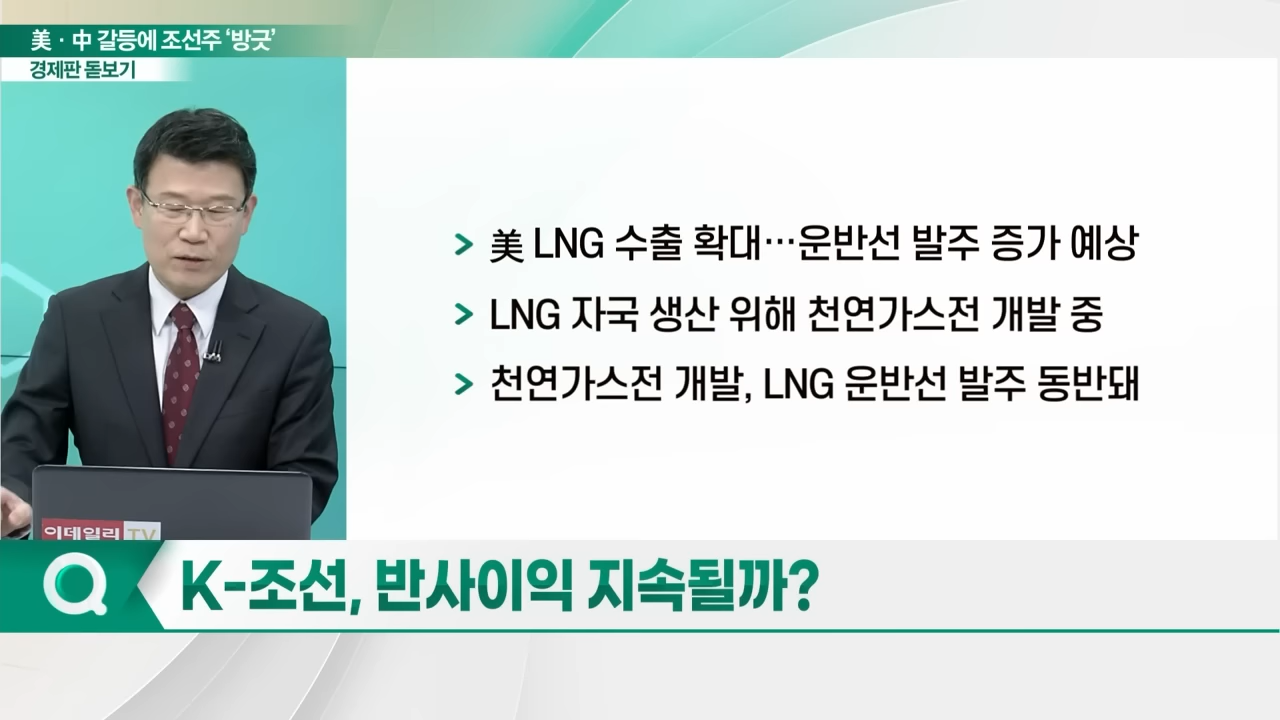 美·中 갈등에 조선주 ‘방긋’
경제판 돋보기
> 美 LNG 수출 확대…운반선 발주 증가 예상
> LNG 자국 생산 위해 천연가스전 개발 중
> 천연가스전 개발, LNG 운반선 발주 동반돼
이데일리 TV
K-조선, 반사이익 지속될까?